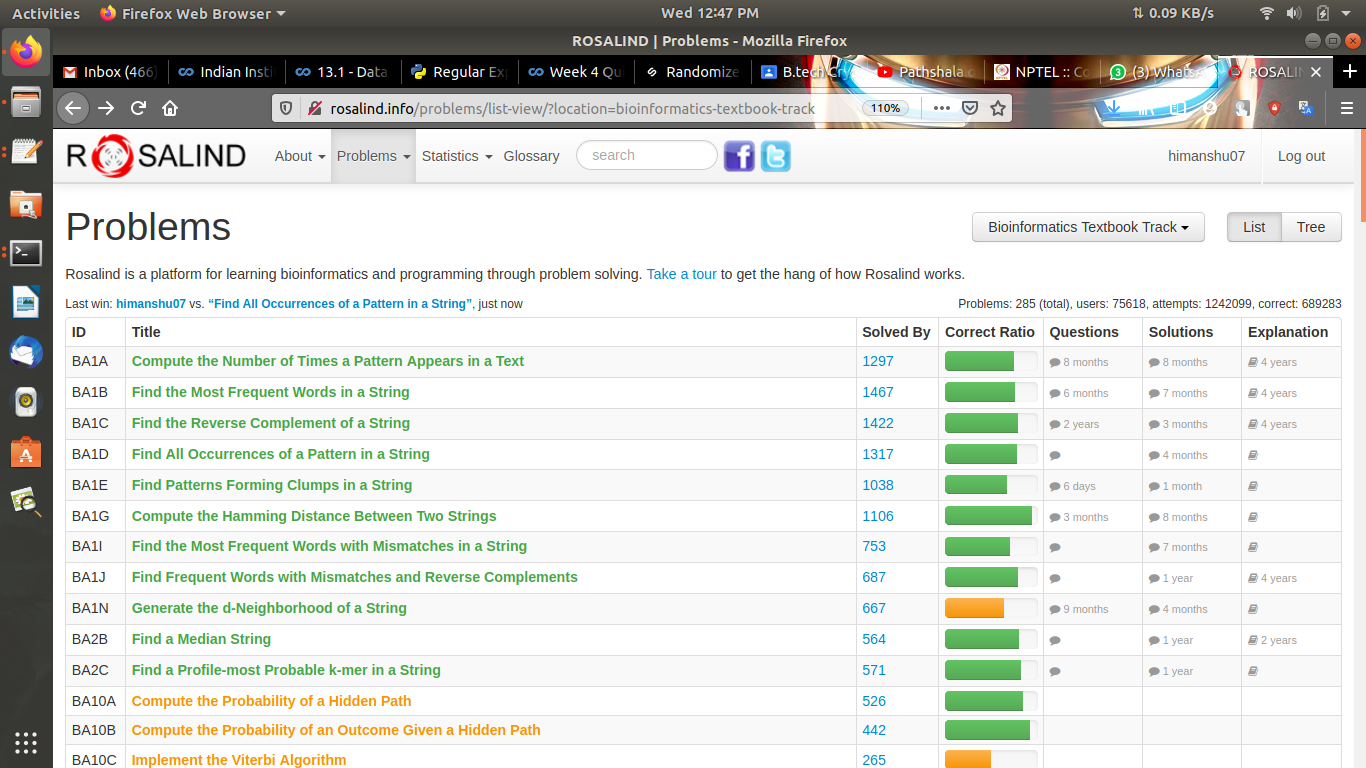 Activities Firefox Web Browser Wed 12:47 PM 0.09 KB/s
ROSALIND | Problems - Mozilla Firefox
Inbox (466) Indian Insti 13.1 - Data Regular Exp Week 4 Qui Randomize B.tech Cry Pathshala c NPTEL :: Co (3) WhatsA ROSALIN
rosalind.info/problems/list-view/?location=bioinformatics-textbook-track 110%
ROSALIND About Problems Statistics Glossary search himanshu07 Log out
Problems Bioinformatics Textbook Track List Tree
Rosalind is a platform for learning bioinformatics and programming through problem solving. Take a tour to get the hang of how Rosalind works.
Last win: himanshu07 vs. “Find All Occurrences of a Pattern in a String”, just now Problems: 285 (total), users: 75618, attempts: 1242099, correct: 689283
ID Title Solved By Correct Ratio Questions Solutions Explanation
BA1A Compute the Number of Times a Pattern Appears in a Text 1297 8 months 8 months 4 years
BA1B Find the Most Frequent Words in a String 1467 6 months 7 months 4 years
BA1C Find the Reverse Complement of a String 1422 2 years 3 months 4 years
BA1D Find All Occurrences of a Pattern in a String 1317 4 months
BA1E Find Patterns Forming Clumps in a String 1038 6 days 1 month
BA1G Compute the Hamming Distance Between Two Strings 1106 3 months 8 months
BA1I Find the Most Frequent Words with Mismatches in a String 753 7 months
BA1J Find Frequent Words with Mismatches and Reverse Complements 687 1 year 4 years
BA1N Generate the d-Neighborhood of a String 667 9 months 4 months
BA2B Find a Median String 564 1 year 2 years
BA2C Find a Profile-most Probable k-mer in a String 571 1 year
BA10A Compute the Probability of a Hidden Path 526
BA10B Compute the Probability of an Outcome Given a Hidden Path 442
BA10C Implement the Viterbi Algorithm 265